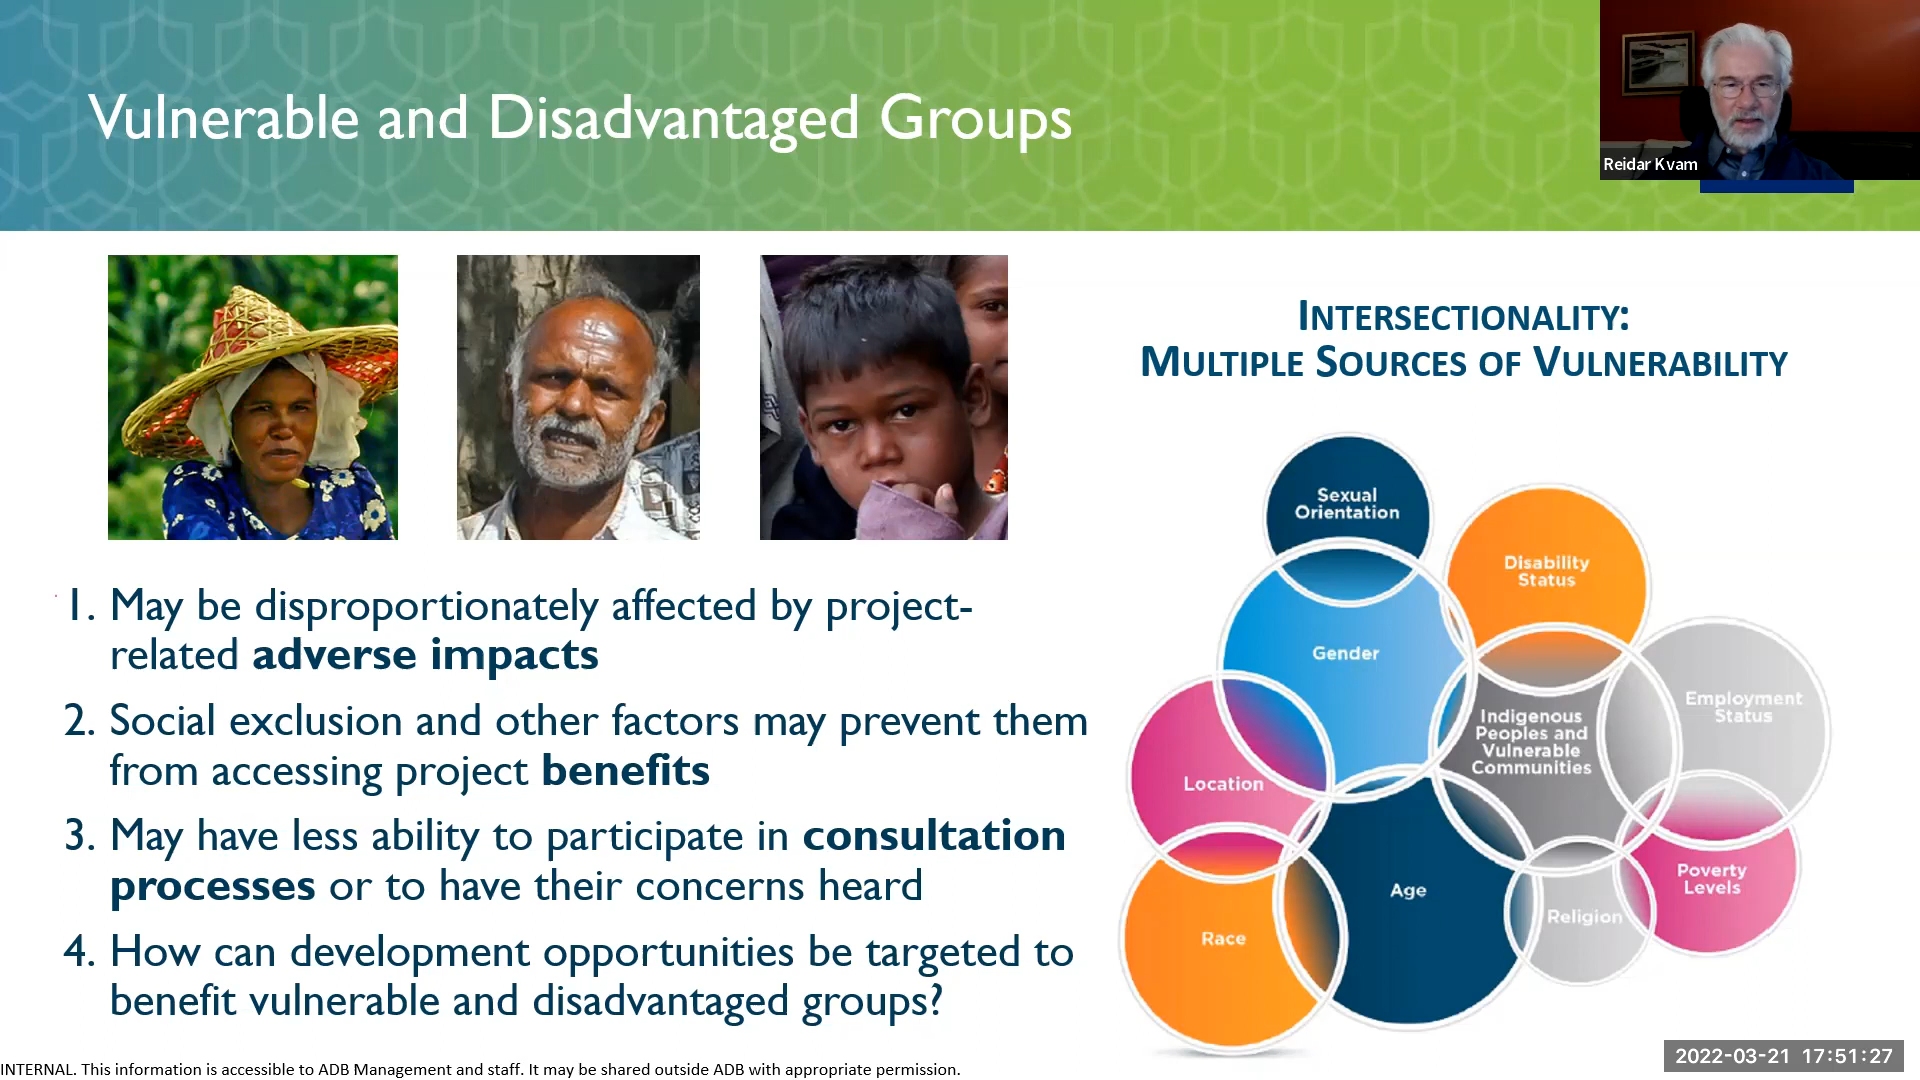 Vulnerable and Disadvantaged Groups
Reidar Kvam
INTERSECTIONALITY:
MULTIPLE SOURCES OF VULNERABILITY
1. May be disproportionately affected by project-
related adverse impacts
2. Social exclusion and other factors may prevent them
from accessing project benefits
3. May have less ability to participate in consultation
processes or to have their concerns heard
4. How can development opportunities be targeted to
benefit vulnerable and disadvantaged groups?
Sexual
Orientation
Disability
Status
Gender
Employment
Status
Indigenous
Peoples and
Vulnerable
Communities
Location
Poverty
Levels
Age
Religion
Race
INTERNAL. This information is accessible to ADB Management and staff. It may be shared outside ADB with appropriate permission.
2022-03-21 17:51:27